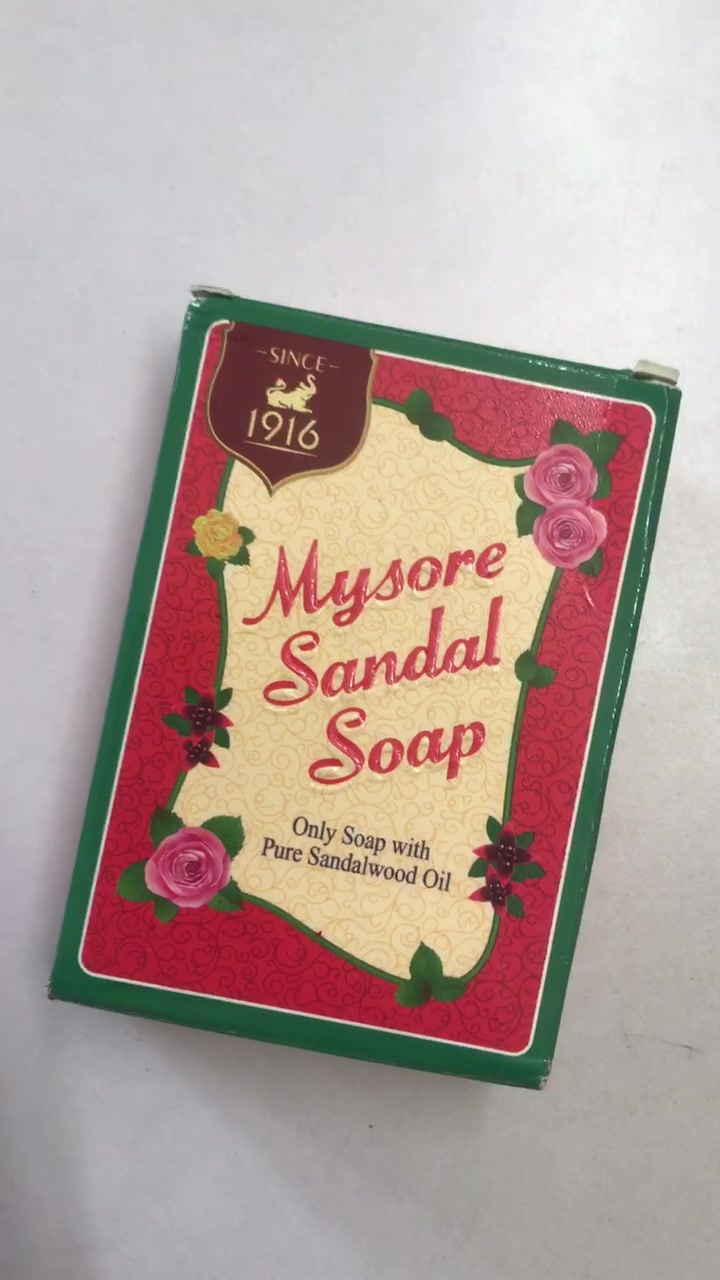 -SINCE-
1916
Mysore
Sandal
Soap
Only Soap with
Pure Sandalwood Oil